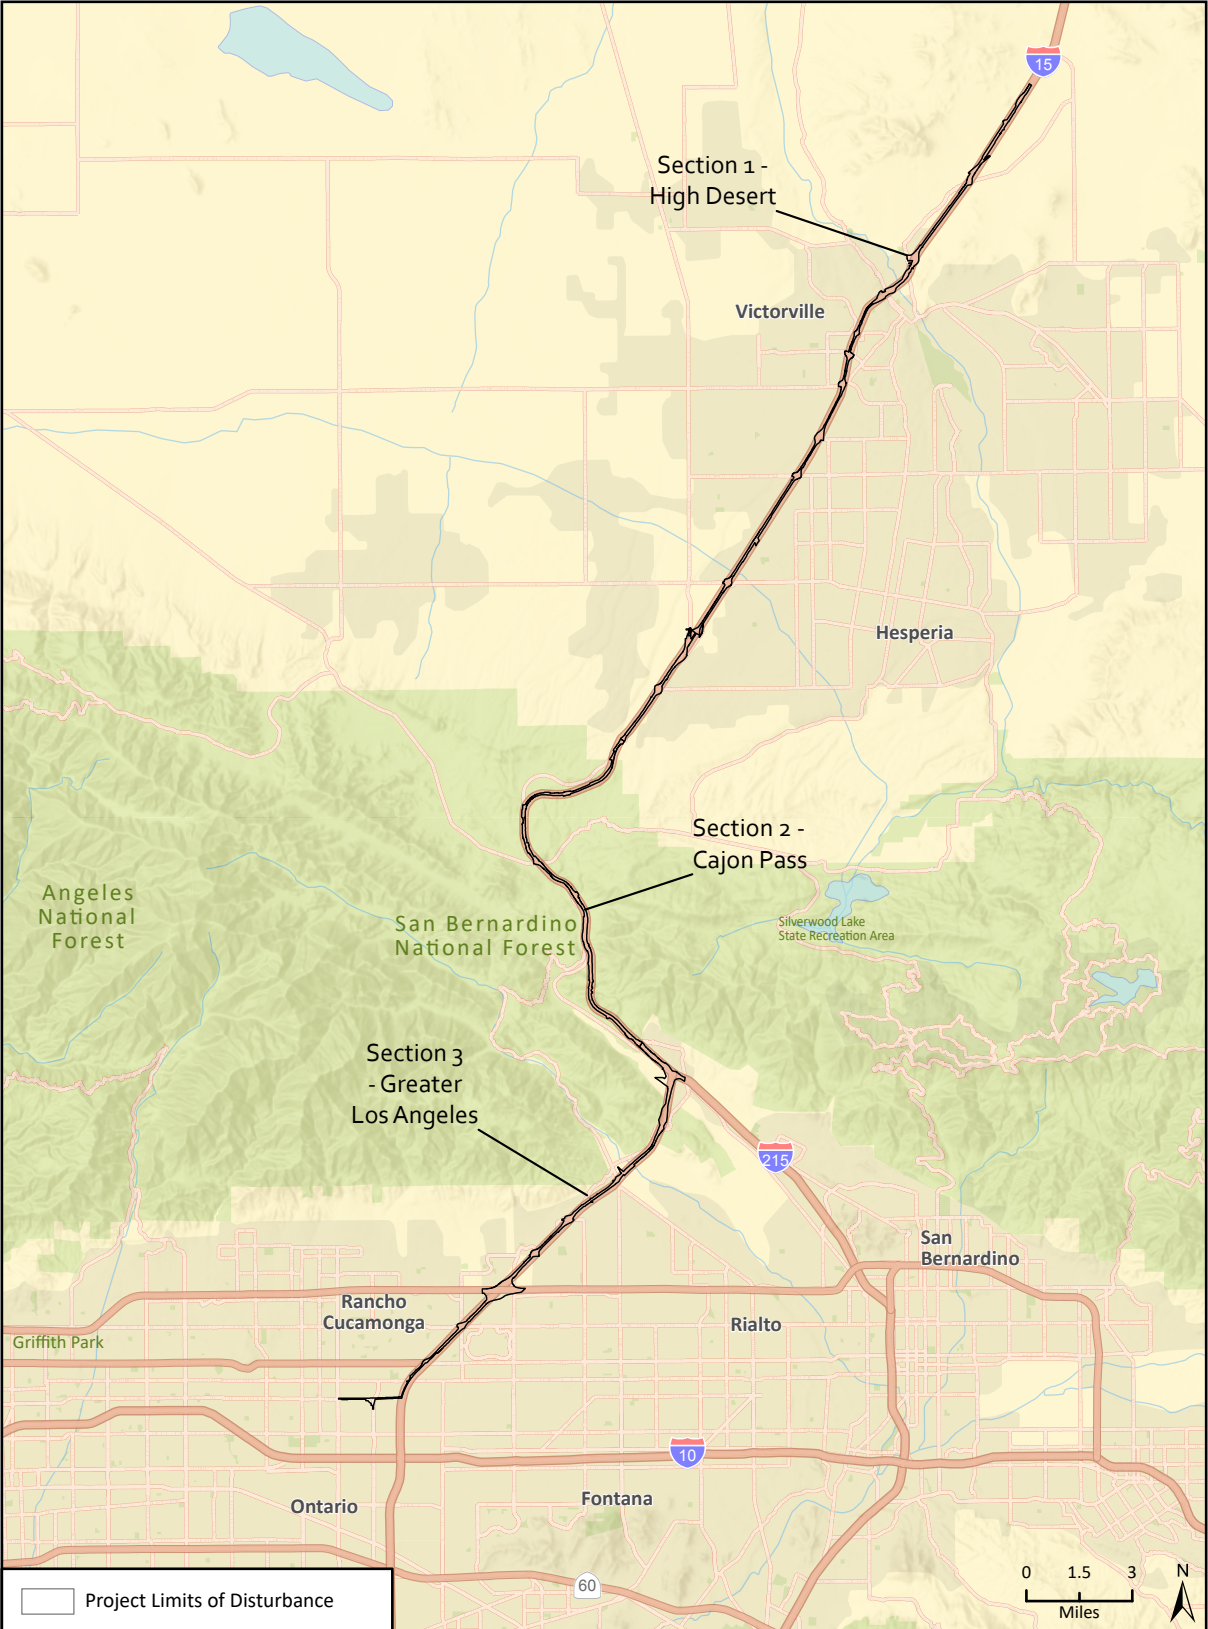 15
Section 1 -
High Desert
Victorville
Hesperia
Section 2 -
Cajon Pass
Angeles
National
Forest
San Bernardino
National Forest
Silverwood Lake
State Recreation Area
Section 3
- Greater
Los Angeles
215
San
Bernardino
Rancho
Cucamonga
Rialto
Griffith Park
10
Ontario
Fontana
60
Project Limits of Disturbance
0 1.5 3
Miles
N